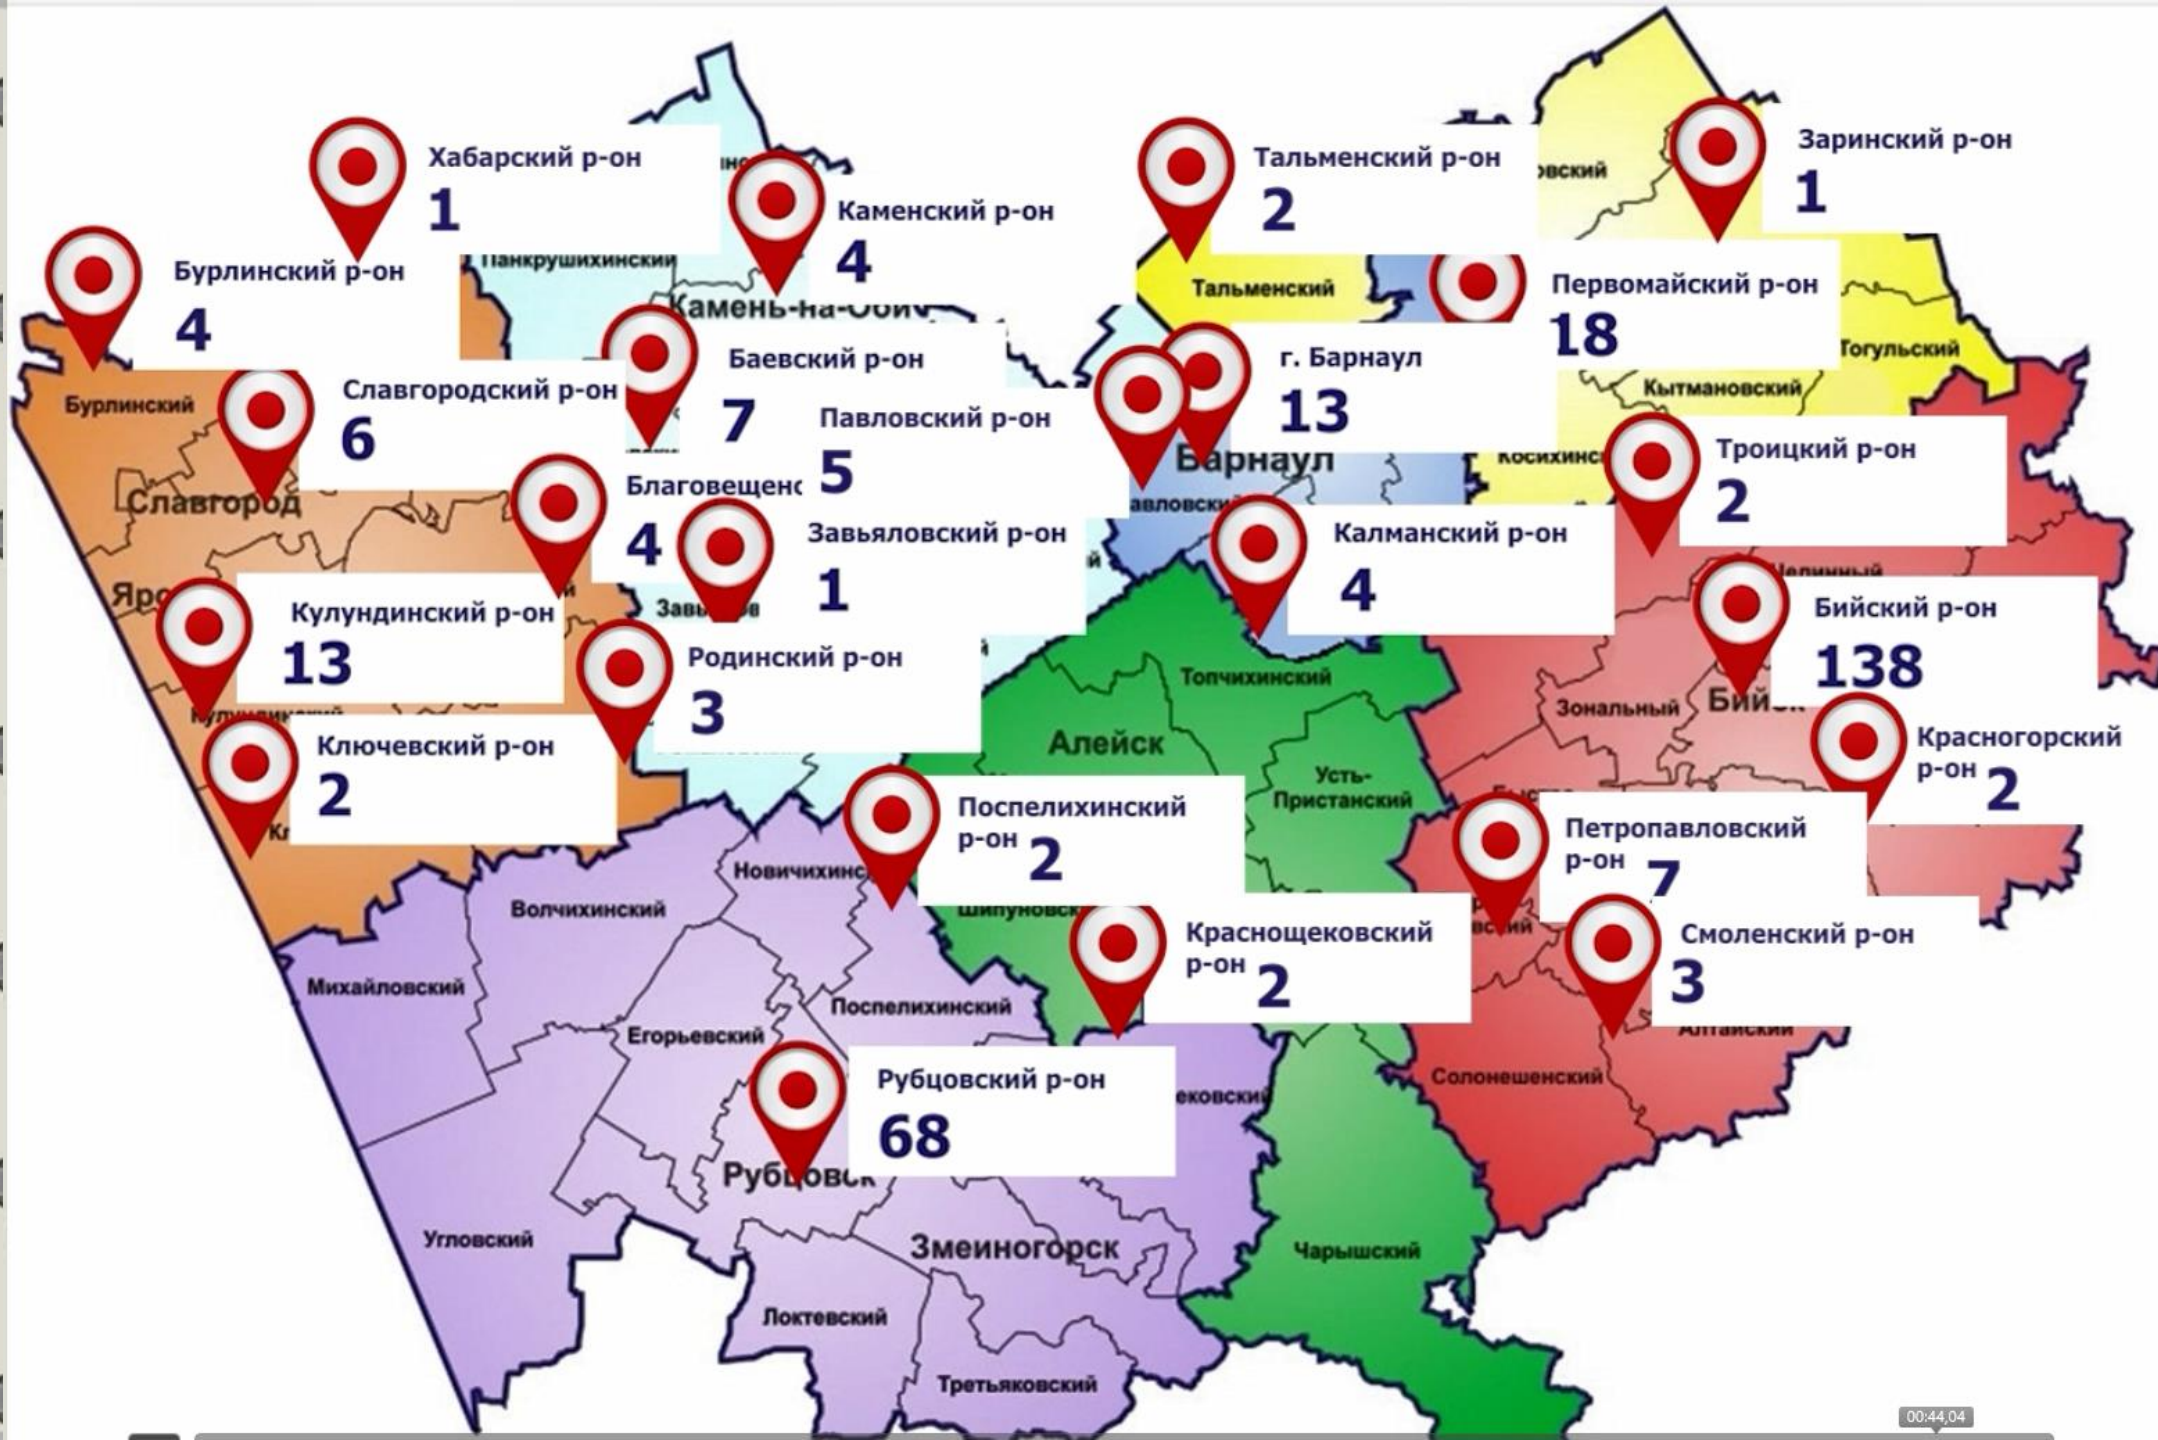 Хабарский р-он
1
Тальменский р-он
2
Заринский р-он
1
Каменский р-он
4
Бурлинский р-он
4
Панкрушихинский
Тальменский
Первомайский р-он
18
Камень-на-Оби
Баевский р-он
7
г. Барнаул
13
Тогульский
Кытмановский
Бурлинский
Славгородский р-он
6
Павловский р-он
5
Барнаул
Троицкий р-он
2
Славгород
4
Завьяловский р-он
1
Калманский р-он
4
Кулундинский р-он
13
Бийский р-он
138
Родинский р-он
3
Топчихинский
Зональный
Кулундинский
Ключевский р-он
2
Алейск
Красногорский
р-он 2
Усть-
Пристанский
Поспелихинский
р-он 2
Петропавловский
р-он 7
Волчихинский
Краснощековский
р-он 2
Смоленский р-он
3
Михайловский
Поспелихинский
Егорьевский
Алтайский
Рубцовский р-он
68
Солонешенский
Рубцовск
Угловский
Змеиногорск
Чарышский
Локтевский
Третьяковский
00:44,04